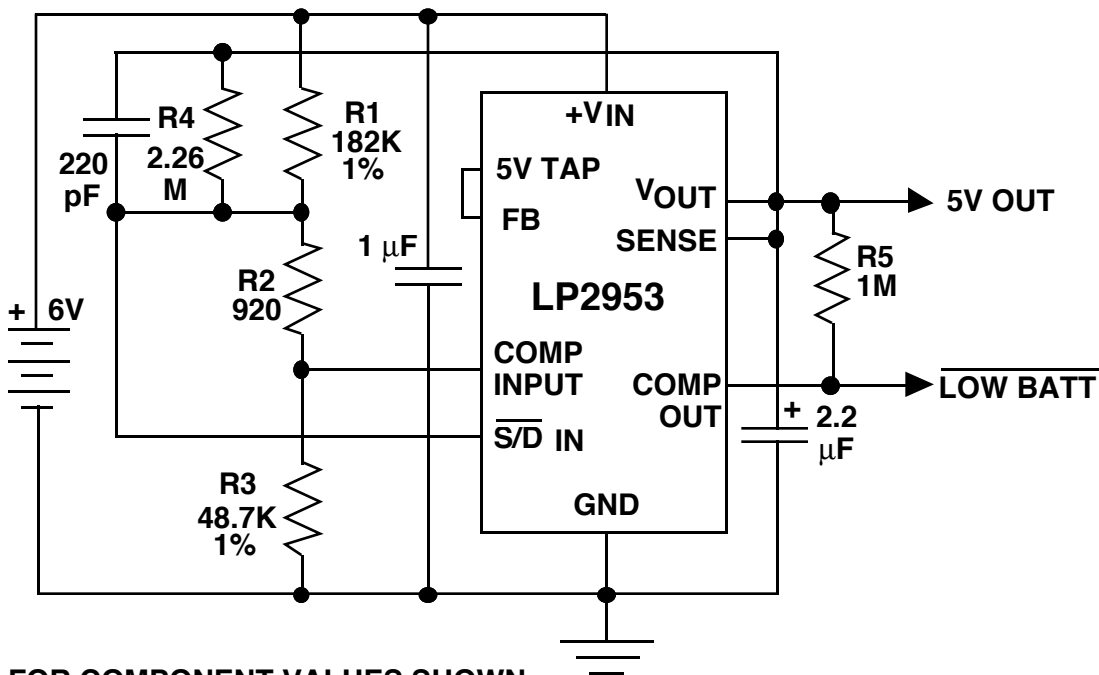 +VIN
R4
2.26
M
R1
182K
1%
220
pF
5V TAP
FB
VOUT
SENSE
5V OUT
1 μF
R2
920
R5
1M
+ 6V
LP2953
COMP
INPUT
COMP
OUT
LOW BATT
S/D IN
+ 2.2
μF
R3
48.7K
1%
GND
FOR COMPONENT VALUES SHOWN